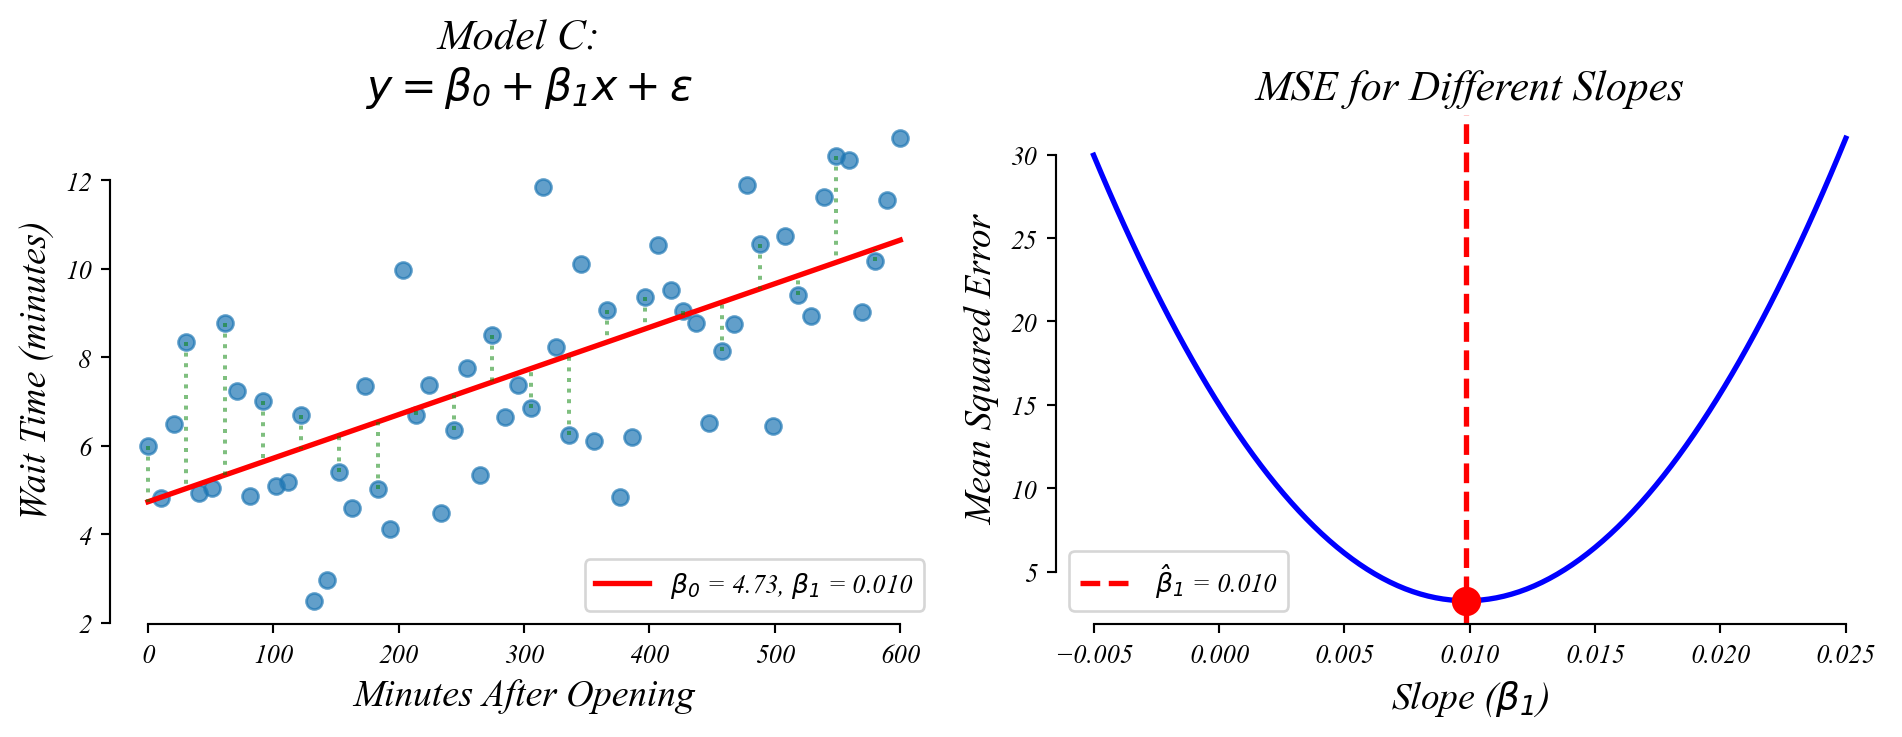 Model C:
y = β₀ + β₁x + ε
Wait Time (minutes)
12
10
8
6
4
2
0 100 200 300 400 500 600
Minutes After Opening
β₀ = 4.73, β₁ = 0.010
MSE for Different Slopes
Mean Squared Error
30
25
20
15
10
5
−0.005 0.000 0.005 0.010 0.015 0.020 0.025
Slope (β₁)
β̂₁ = 0.010